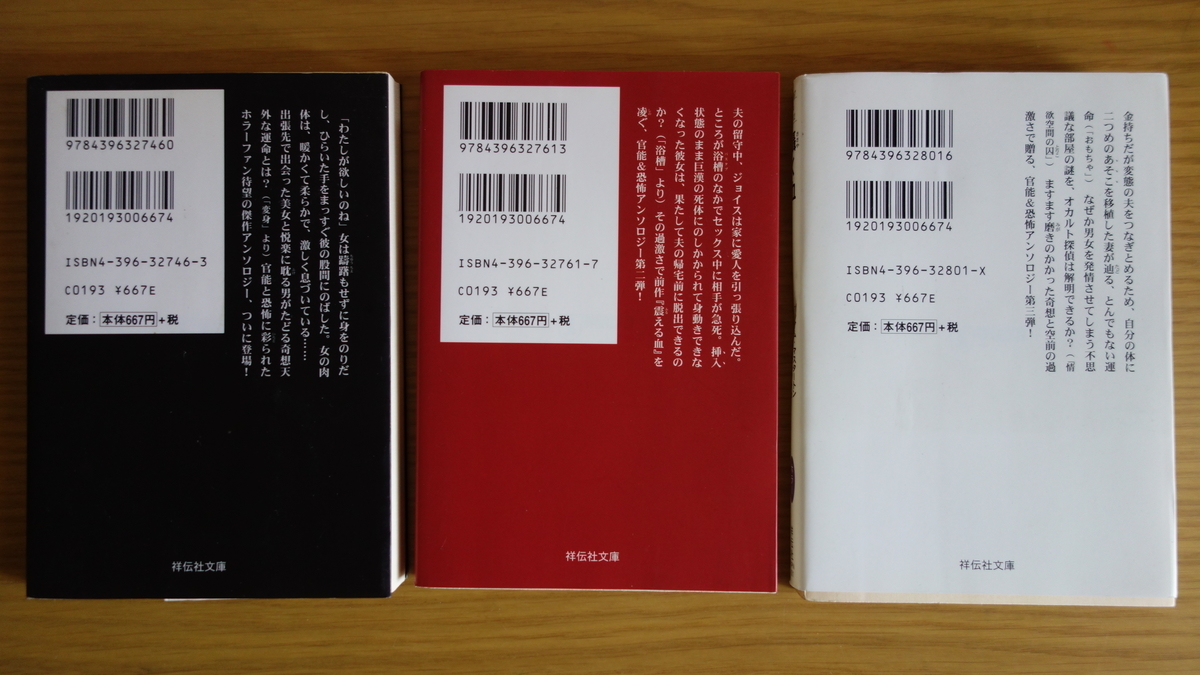 9784396327460
1920193006674
ISBN4-396-32746-3
C0193 ¥667E
定価：本体667円+税
「わたしが欲しいのね」女は躊躇もせずに身をのりだ
し、ひらいた手をまっすぐ彼の股間にのばした。女の肉
体は、暖かくて柔らかで、激しく息づいている……
出張先で出会った美女と悦楽に耽る男がたどる奇想天
外な運命とは？（「変身」より）官能と恐怖に彩られた
ホラーファン待望の傑作アンソロジー、ついに登場！
祥伝社文庫
9784396327613
1920193006674
ISBN4-396-32761-7
C0193 ¥667E
定価：本体667円+税
夫の留守中、ジョイスは家に愛人を引っ張り込んだ。
ところが浴槽のなかでセックス中に相手が急死。挿入
状態のまま巨漢の死体にのしかかられて身動きできな
くなった彼女は、果たして夫の帰宅前に脱出できるの
か？（「浴槽」より）その過激さで前作『震える血』を
凌ぐ、官能&恐怖アンソロジー第二弾！
祥伝社文庫
9784396328016
1920193006674
ISBN4-396-32801-X
C0193 ¥667E
定価：本体667円+税
金持ちだが変態の夫をつなぎとめるため、自分の体に
二つめのあそこを移植した妻が辿る、とんでもない運
命（「おもちゃ」）なぜか男女を発情させてしまう不思
議な部屋の謎を、オカルト探偵は解明できるか？（「情
欲空間の囚」）ますます磨きのかかった奇想と空前の過
激さで贈る、官能&恐怖アンソロジー第三弾！
祥伝社文庫